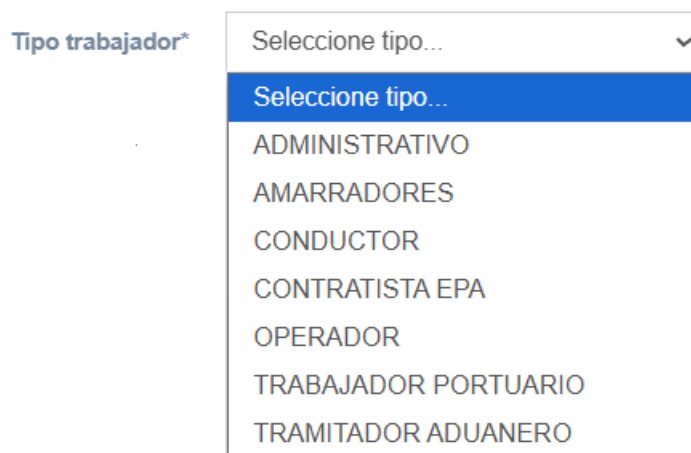 Tipo trabajador* Seleccione tipo...
Seleccione tipo...
ADMINISTRATIVO
AMARRADORES
CONDUCTOR
CONTRATISTA EPA
OPERADOR
TRABAJADOR PORTUARIO
TRAMITADOR ADUANERO